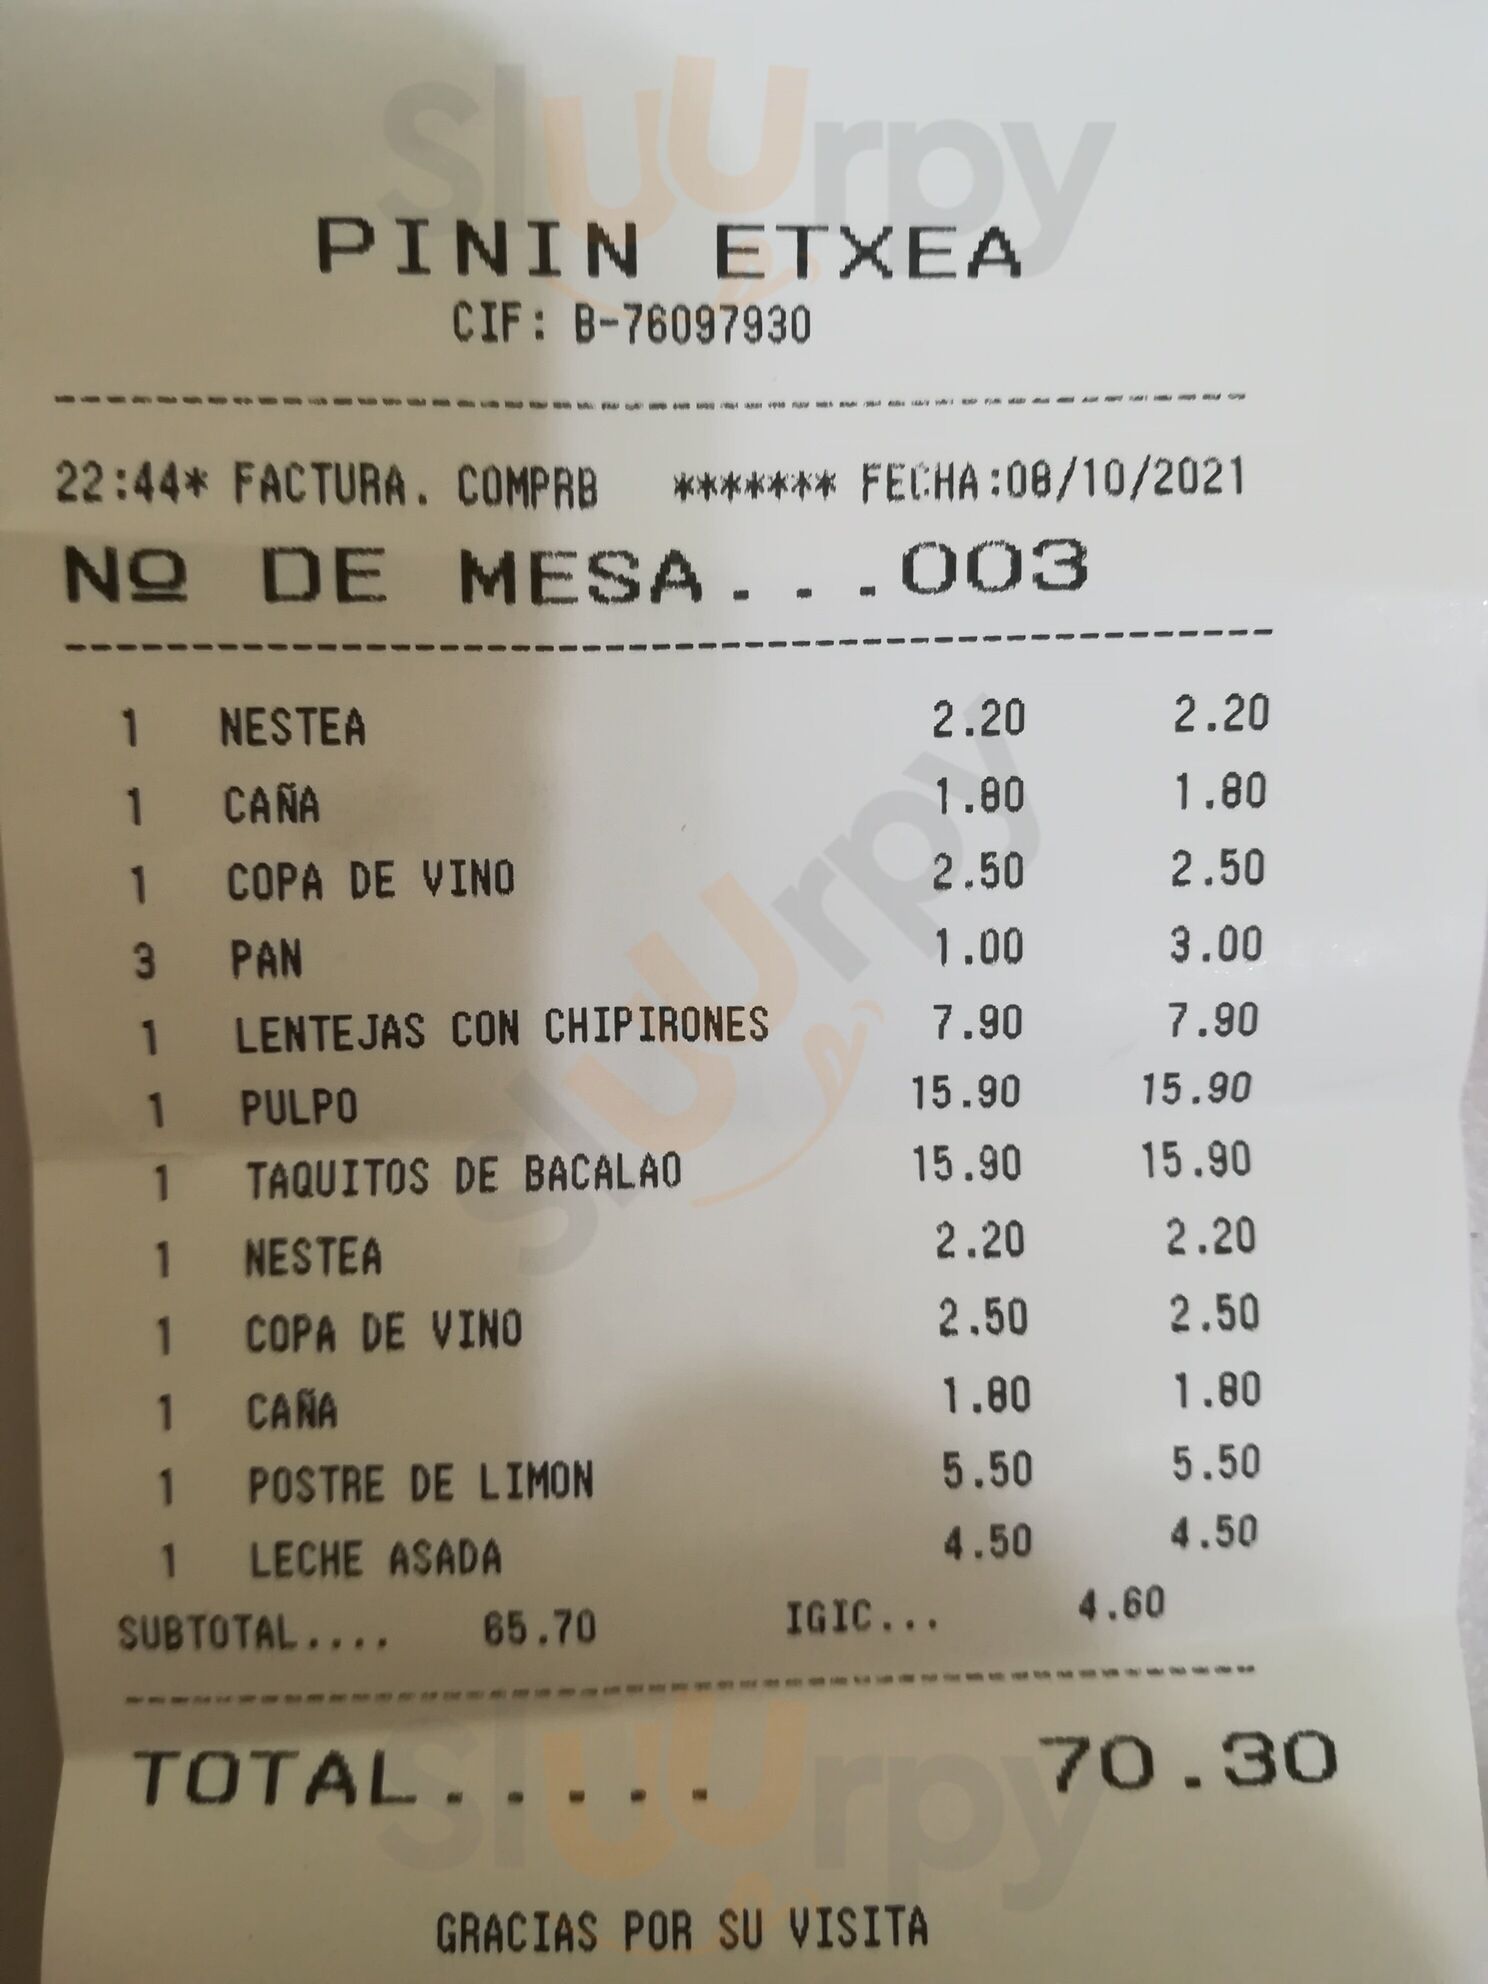 sluurpy
PININ ETXEA
CIF: B-76097930
22:44* FACTURA. COMPRB ******* FECHA:08/10/2021
Nº DE MESA...003
1 NESTEA 2.20 2.20
1 CAÑA 1.80 1.80
1 COPA DE VINO 2.50 2.50
3 PAN 1.00 3.00
1 LENTEJAS CON CHIPIRONES 7.90 7.90
1 PULPO 15.90 15.90
1 TAQUITOS DE BACALAO 15.90 15.90
1 NESTEA 2.20 2.20
1 COPA DE VINO 2.50 2.50
1 CAÑA 1.80 1.80
1 POSTRE DE LIMON 5.50 5.50
1 LECHE ASADA 4.50 4.50
SUBTOTAL.... 65.70 IGIC... 4.60
TOTAL..... 70.30
GRACIAS POR SU VISITA
sluurpy
sluurpy